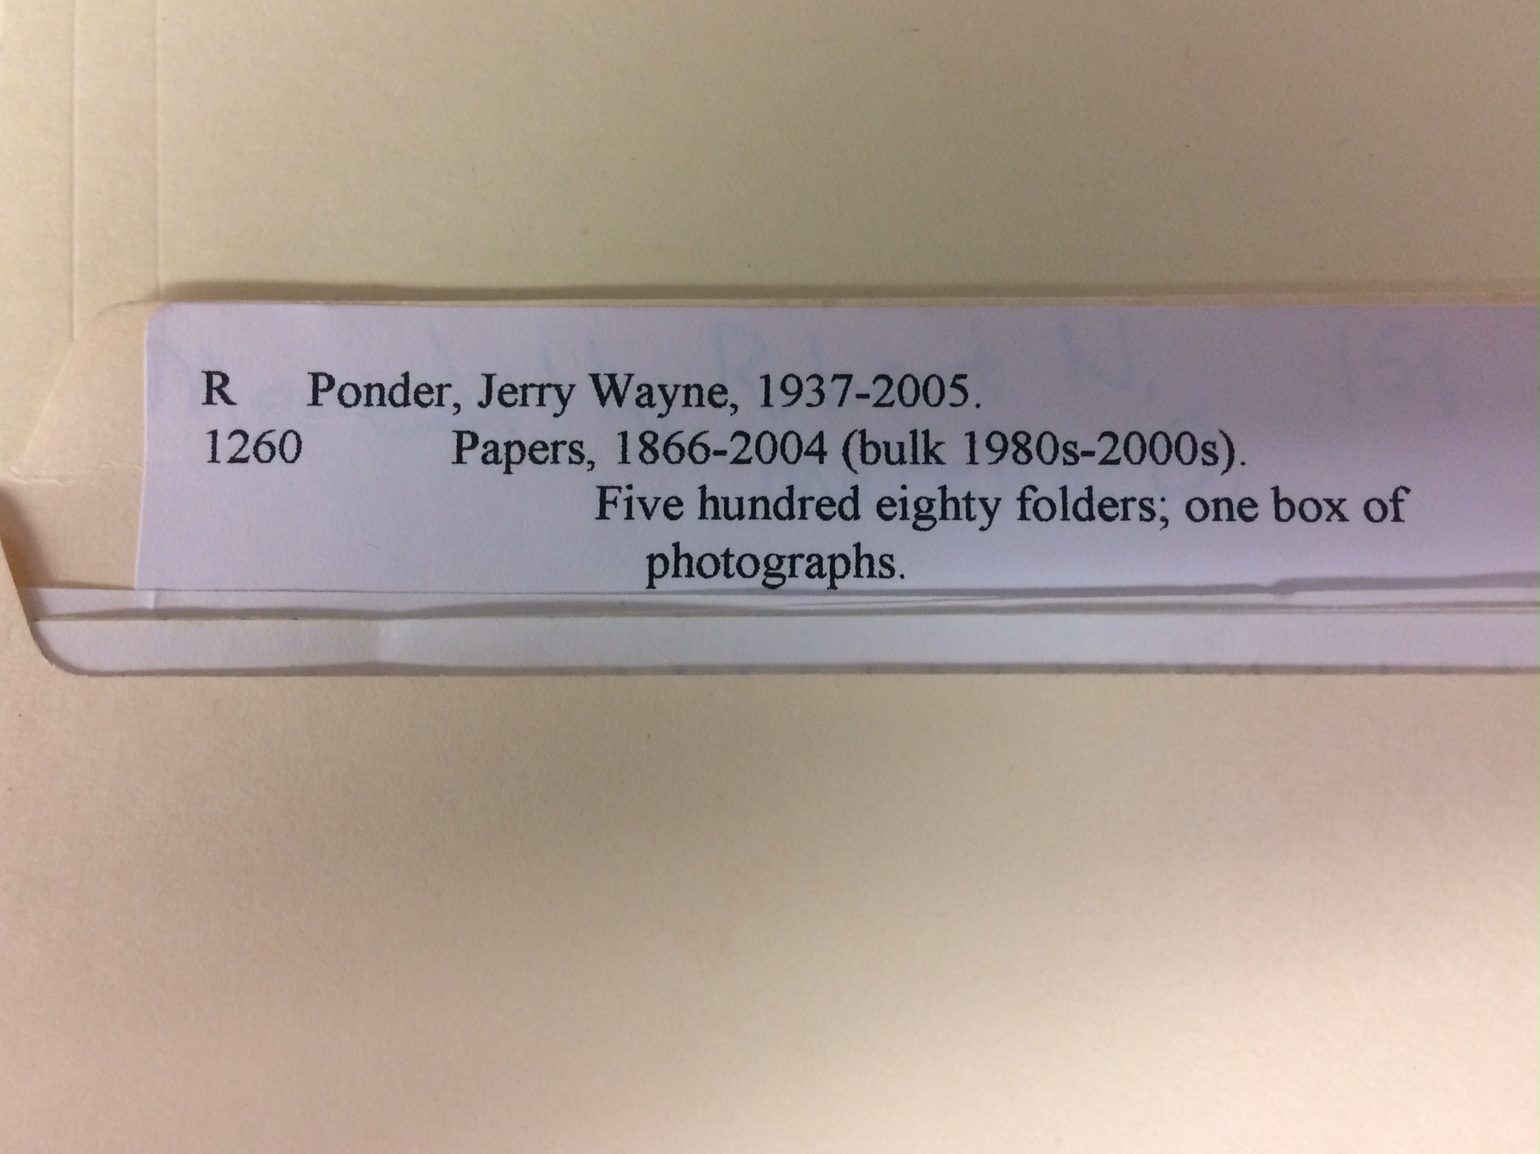 R Ponder, Jerry Wayne, 1937-2005.
1260 Papers, 1866-2004 (bulk 1980s-2000s).
Five hundred eighty folders; one box of
photographs.